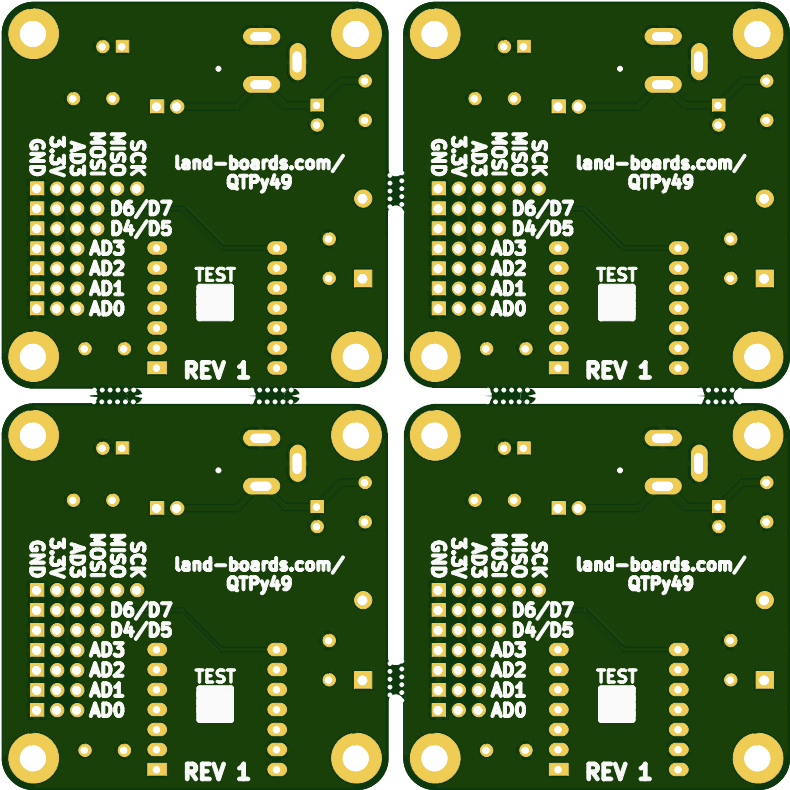 GND 3.3V AD3 MOSI MISO SCK
land-boards.com/
QTPy49
D6/D7
D4/D5
AD3
AD2
AD1
AD0
TEST
REV 1
GND 3.3V AD3 MOSI MISO SCK
land-boards.com/
QTPy49
D6/D7
D4/D5
AD3
AD2
AD1
AD0
TEST
REV 1
GND 3.3V AD3 MOSI MISO SCK
land-boards.com/
QTPy49
D6/D7
D4/D5
AD3
AD2
AD1
AD0
TEST
REV 1
GND 3.3V AD3 MOSI MISO SCK
land-boards.com/
QTPy49
D6/D7
D4/D5
AD3
AD2
AD1
AD0
TEST
REV 1